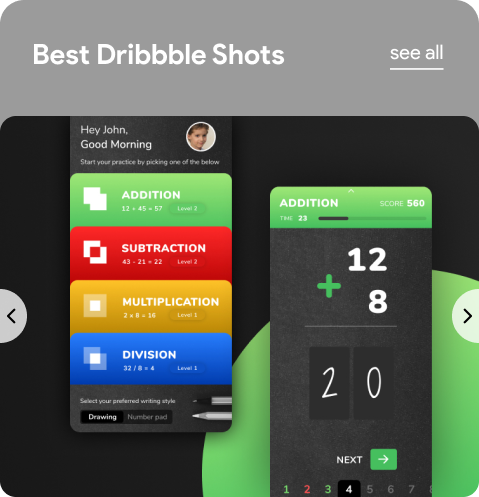 Best Dribbble Shots
see all
Hey John,
Good Morning
Start your practice by picking one of the below
ADDITION
12 + 45 = 57 Level 3
SUBTRACTION
43 - 21 = 22 Level 2
MULTIPLICATION
2 x 8 = 16 Level 1
DIVISION
32 / 8 = 4 Level 1
Select your preferred writing style
Drawing Number pad
ADDITION SCORE 560
TIME 23
12
+
8
2 0
NEXT →
1 2 3 4 5 6 7 8